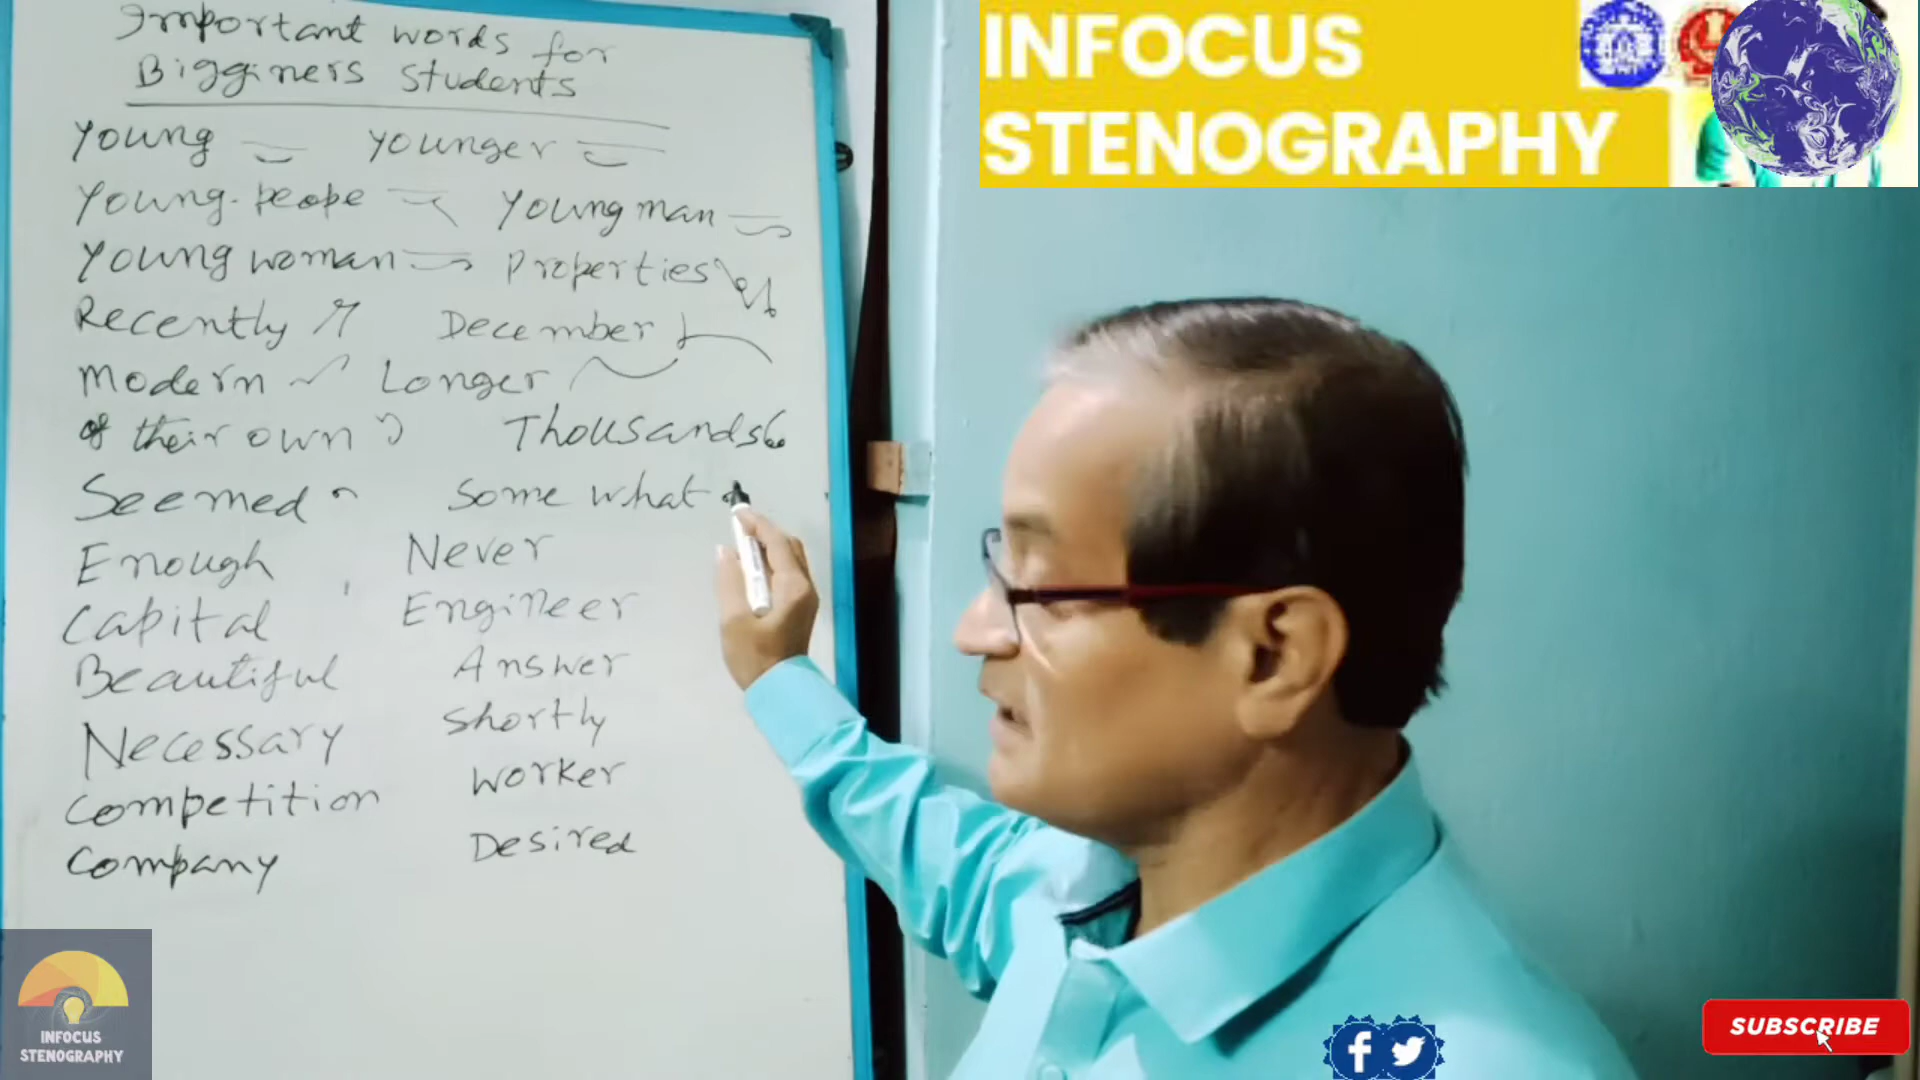 Important words for
Bigginers students
Young Younger
Young. peope Young man
Young woman Properties
Recently December
Modern Longer
of their own Thousands
Seemed Some what
Enough Never
Capital Engineer
Beautiful Answer
Necessary Shortly
Competition Worker
Company Desired
INFOCUS
STENOGRAPHY
INFOCUS
STENOGRAPHY
SUBSCRIBE